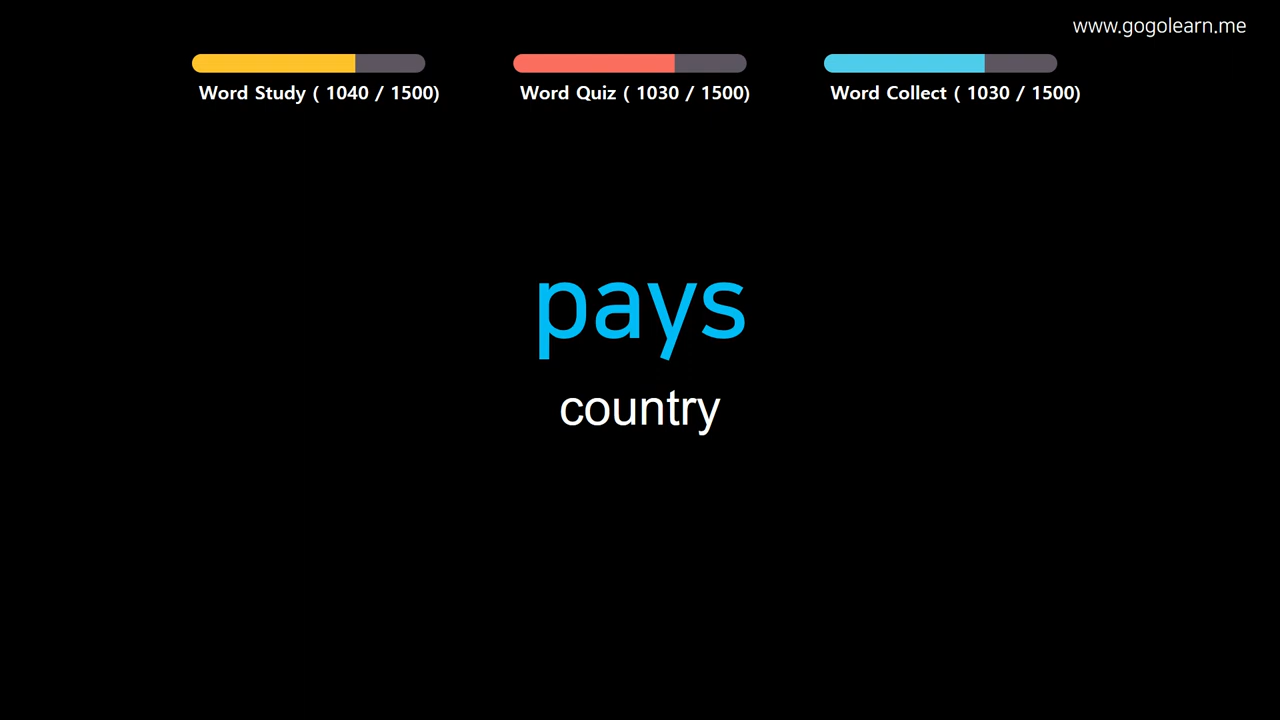 www.gogolearn.me
Word Study ( 1040 / 1500)
Word Quiz ( 1030 / 1500)
Word Collect ( 1030 / 1500)
pays
country